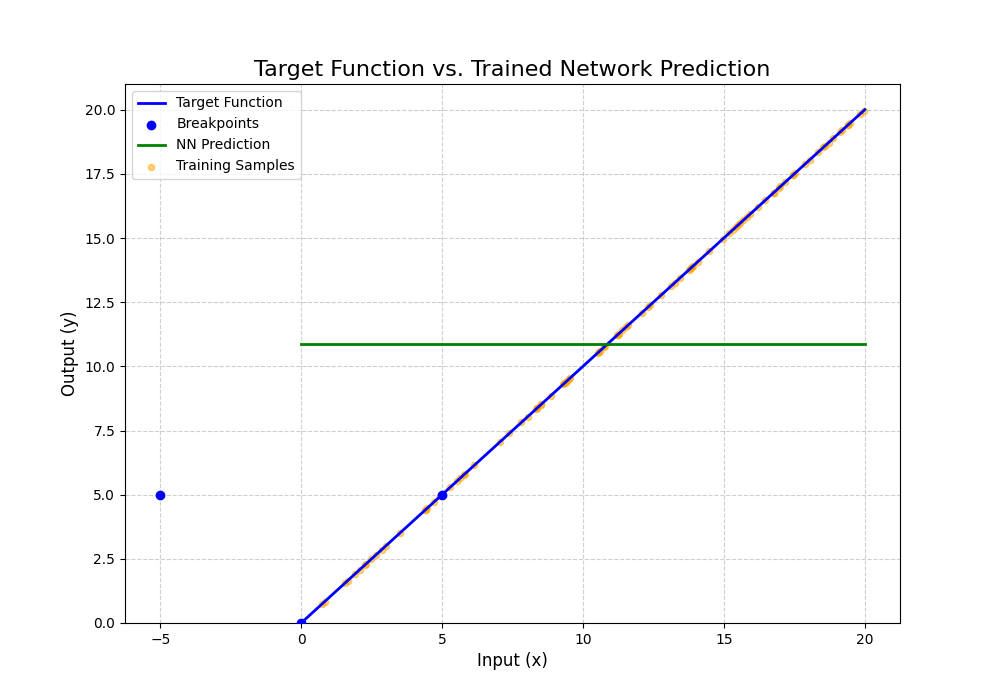 Target Function vs. Trained Network Prediction
Target Function
Breakpoints
NN Prediction
Training Samples
20.0
17.5
15.0
12.5
10.0
7.5
5.0
2.5
0.0
Output (y)
−5
0
5
10
15
20
Input (x)